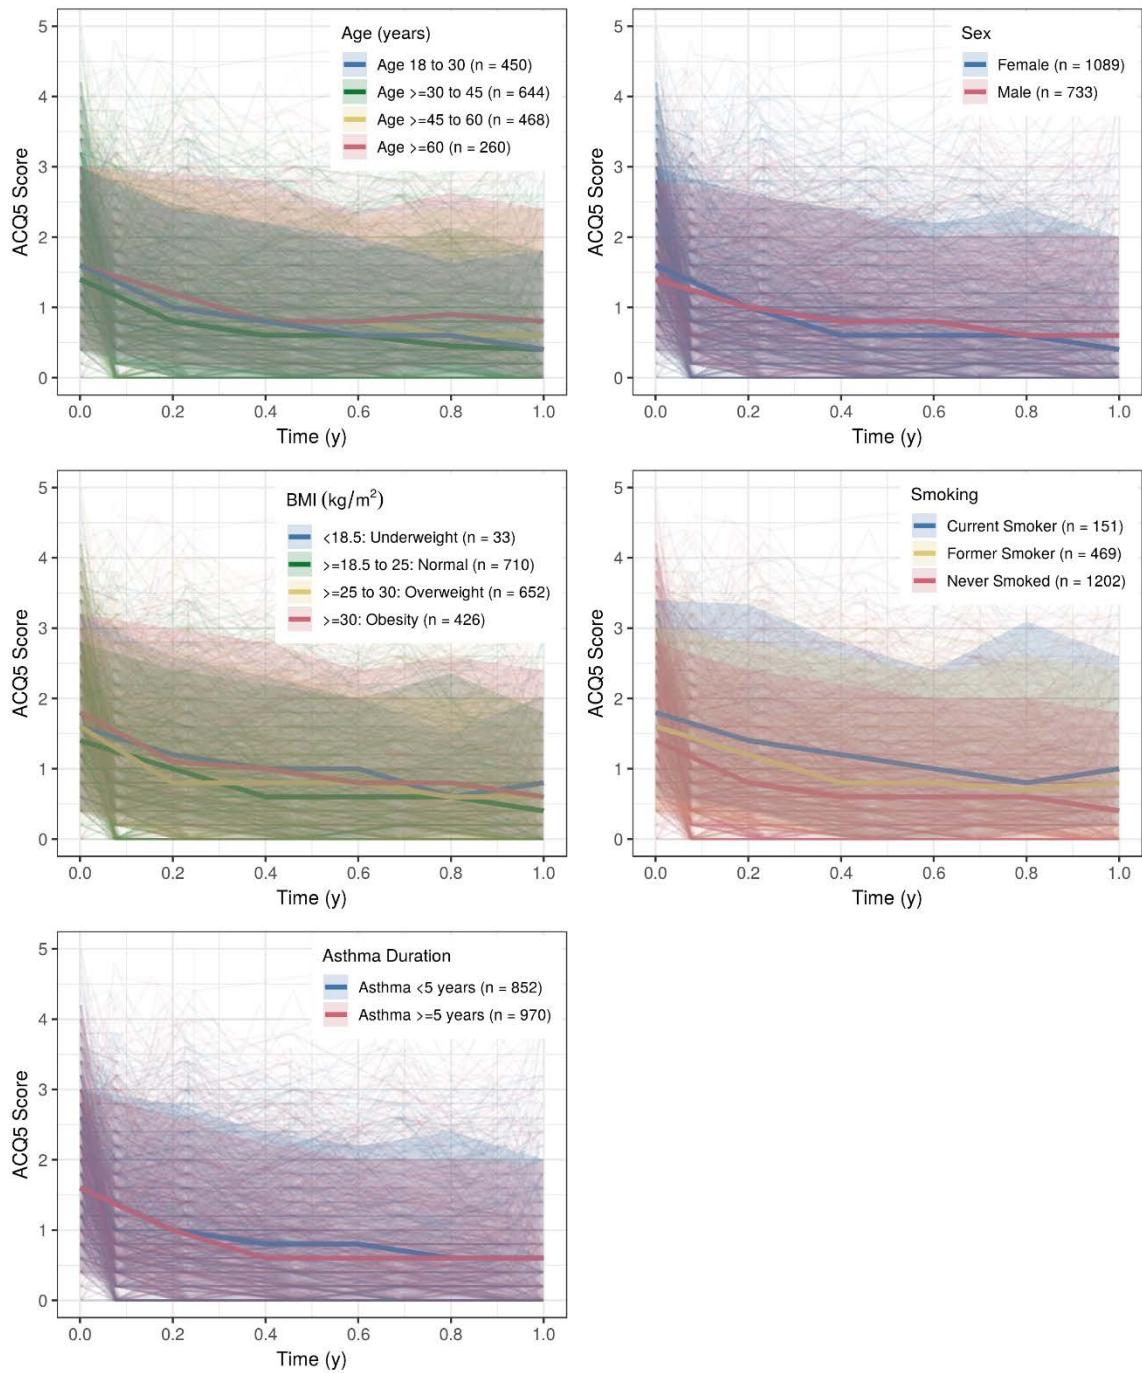 Age (years)
Age 18 to 30 (n = 450)
Age >=30 to 45 (n = 644)
Age >=45 to 60 (n = 468)
Age >=60 (n = 260)
ACQ5 Score
5
4
3
2
1
0
0.0 0.2 0.4 0.6 0.8 1.0
Time (y)
Sex
Female (n = 1089)
Male (n = 733)
ACQ5 Score
5
4
3
2
1
0
0.0 0.2 0.4 0.6 0.8 1.0
Time (y)
BMI (kg/m²)
<18.5: Underweight (n = 33)
>=18.5 to 25: Normal (n = 710)
>=25 to 30: Overweight (n = 652)
>=30: Obesity (n = 426)
ACQ5 Score
5
4
3
2
1
0
0.0 0.2 0.4 0.6 0.8 1.0
Time (y)
Smoking
Current Smoker (n = 151)
Former Smoker (n = 469)
Never Smoked (n = 1202)
ACQ5 Score
5
4
3
2
1
0
0.0 0.2 0.4 0.6 0.8 1.0
Time (y)
Asthma Duration
Asthma <5 years (n = 852)
Asthma >=5 years (n = 970)
ACQ5 Score
5
4
3
2
1
0
0.0 0.2 0.4 0.6 0.8 1.0
Time (y)